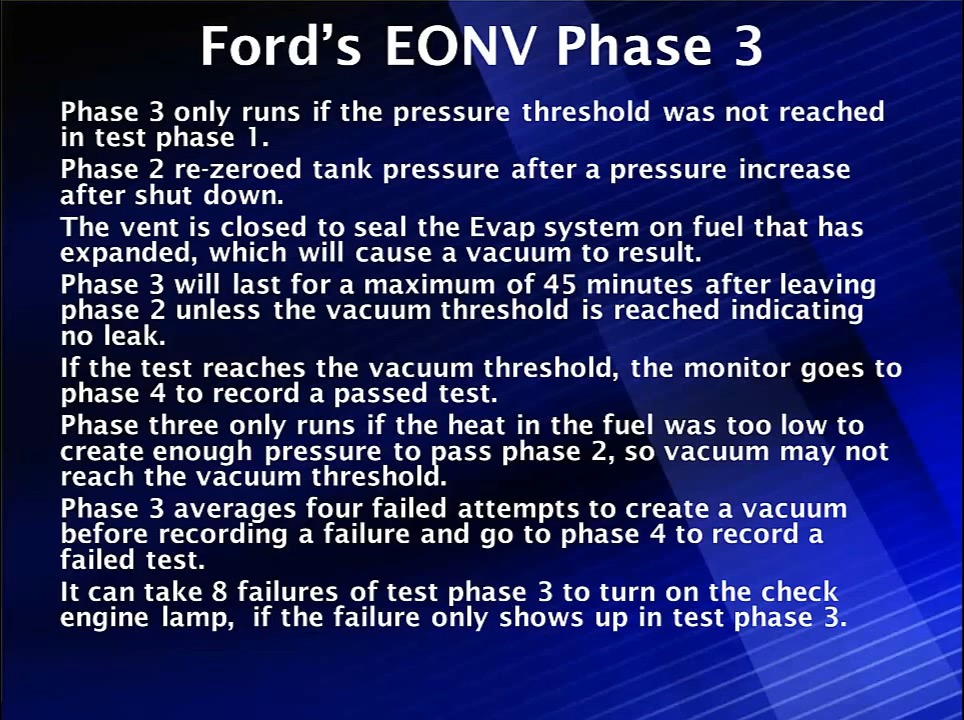 Ford’s EONV Phase 3
Phase 3 only runs if the pressure threshold was not reached
in test phase 1.
Phase 2 re-zeroed tank pressure after a pressure increase
after shut down.
The vent is closed to seal the Evap system on fuel that has
expanded, which will cause a vacuum to result.
Phase 3 will last for a maximum of 45 minutes after leaving
phase 2 unless the vacuum threshold is reached indicating
no leak.
If the test reaches the vacuum threshold, the monitor goes to
phase 4 to record a passed test.
Phase three only runs if the heat in the fuel was too low to
create enough pressure to pass phase 2, so vacuum may not
reach the vacuum threshold.
Phase 3 averages four failed attempts to create a vacuum
before recording a failure and go to phase 4 to record a
failed test.
It can take 8 failures of test phase 3 to turn on the check
engine lamp,  if the failure only shows up in test phase 3.